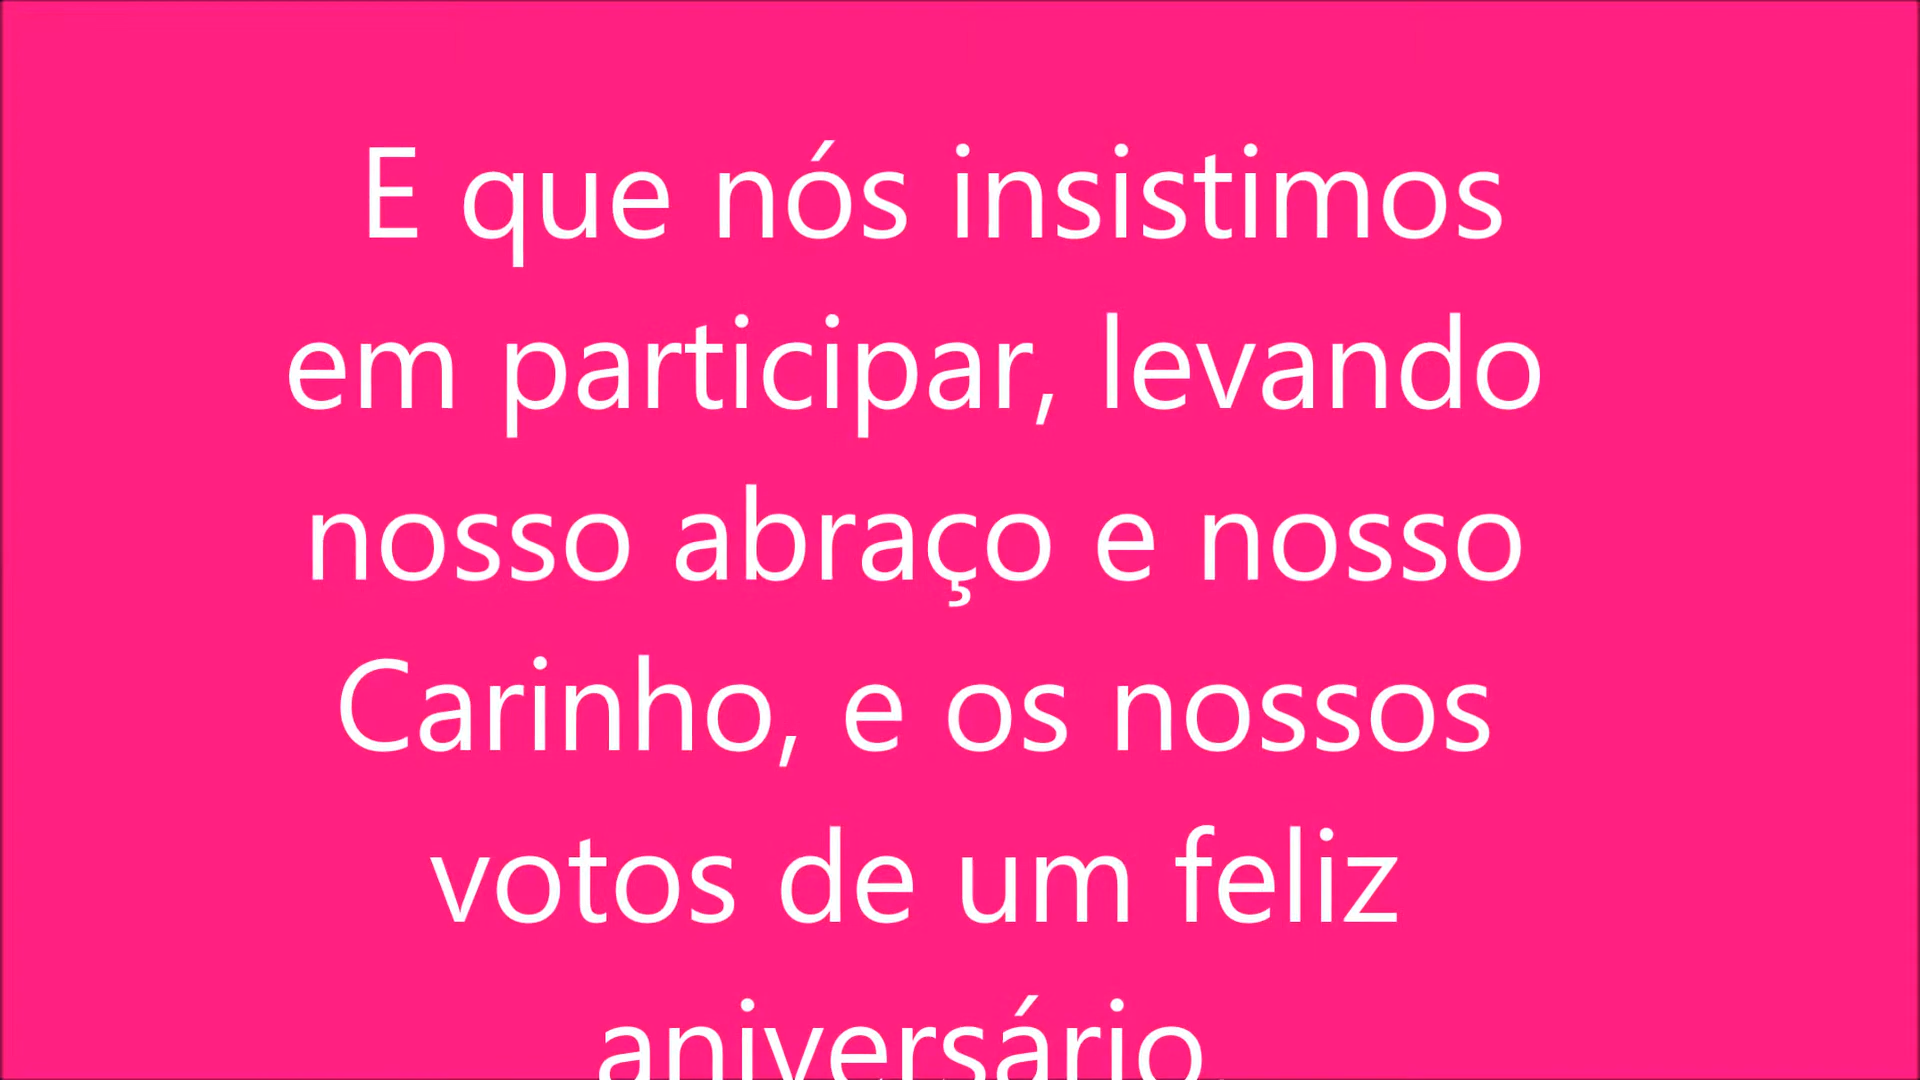 E que nós insistimos
em participar, levando
nosso abraço e nosso
Carinho, e os nossos
votos de um feliz
aniversário.